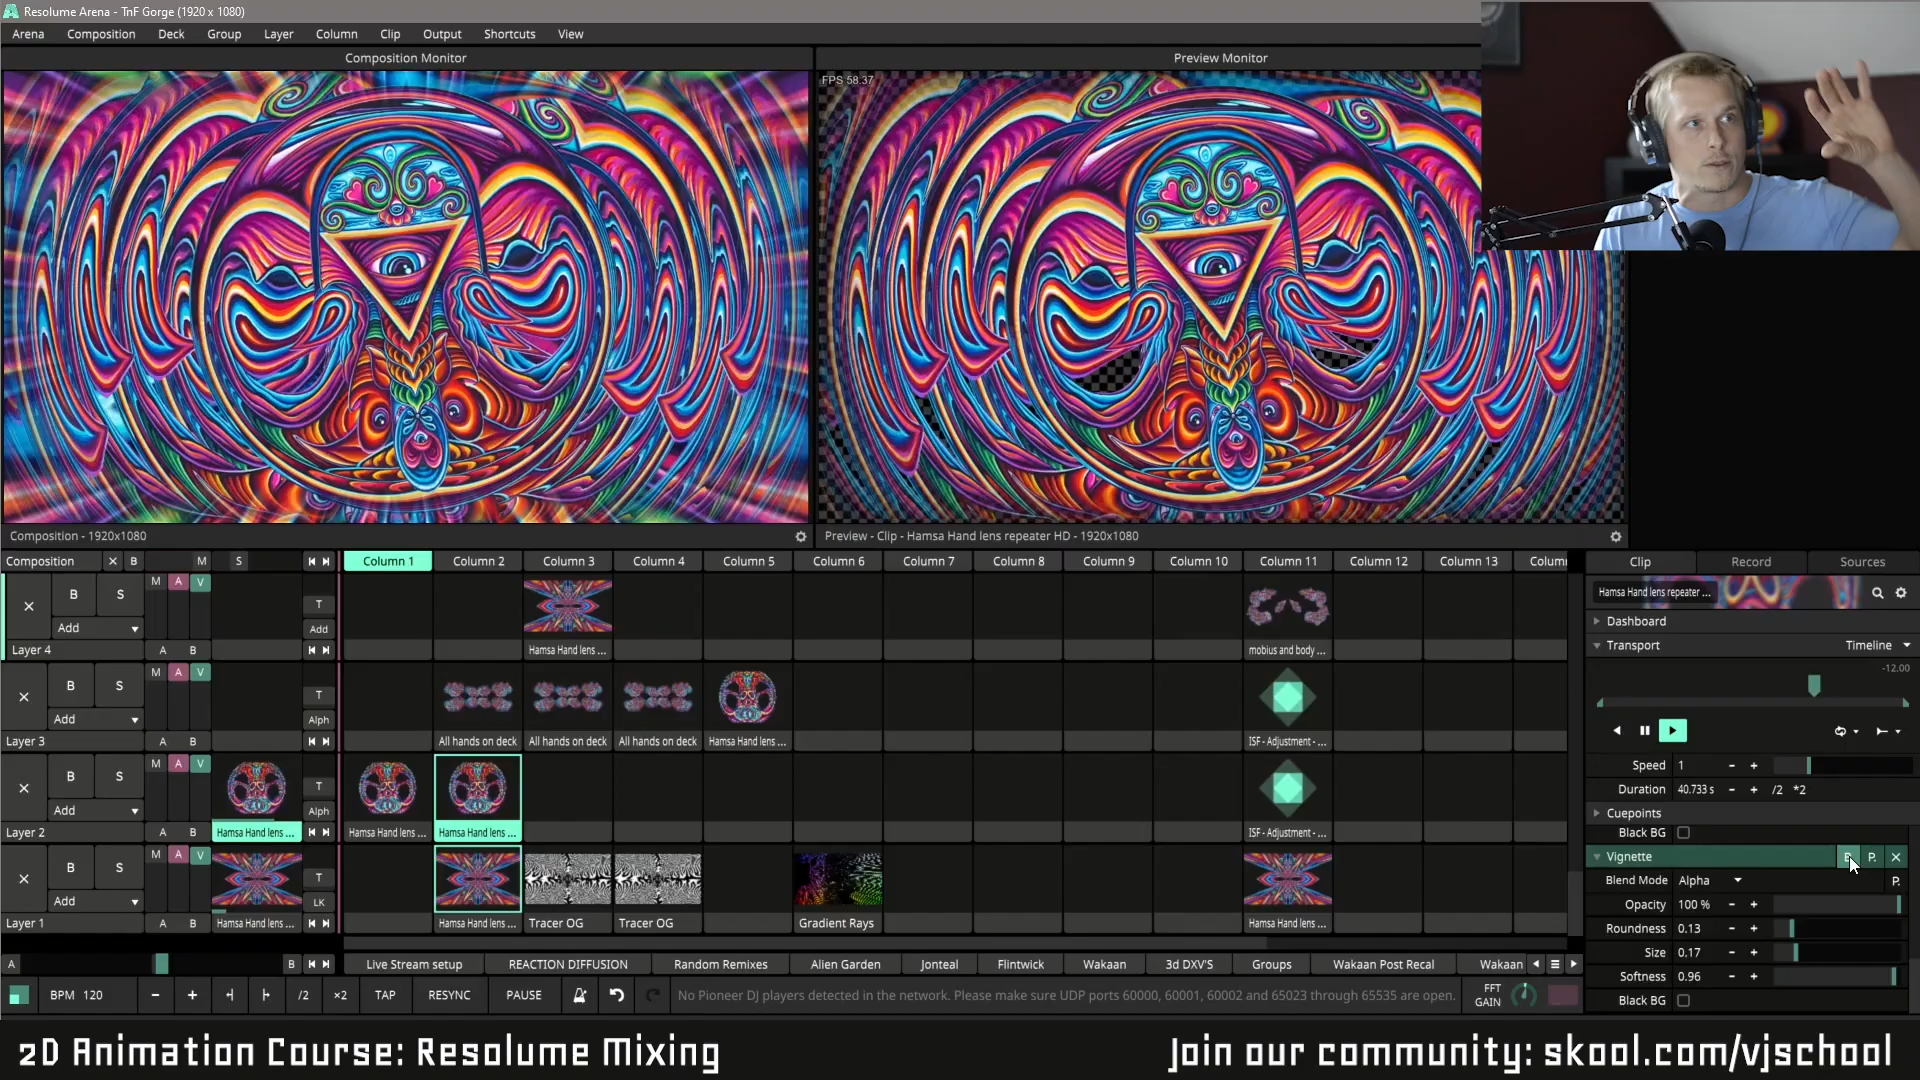 Resolume Arena - TnF Gorge (1920 x 1080)
Arena Composition Deck Group Layer Column Clip Output Shortcuts View
Composition Monitor Preview Monitor
FPS 58.37
Composition - 1920x1080 Preview - Clip - Hamsa Hand lens repeater HD - 1920x1080
Composition X B M S Column 1 Column 2 Column 3 Column 4 Column 5 Column 6 Column 7 Column 8 Column 9 Column 10 Column 11 Column 12 Column 13 Colum Clip Record Sources
B S M A V T Hamsa Hand lens repeater ...
Add Add Dashboard
Layer 4 A B Hamsa Hand lens ... mobius and body ... Transport Timeline
-12.00
B S M A V T
Add Alph
Layer 3 A B All hands on deck All hands on deck All hands on deck Hamsa Hand lens ... ISF - Adjustment - ...
B S M A V T Speed 1 - +
Add Alph Duration 40.733 s - + /2 *2
Layer 2 A B Hamsa Hand lens ... Hamsa Hand lens ... Hamsa Hand lens ... ISF - Adjustment - ... Cuepoints
Black BG
B S M A V T Vignette P.
Add LK Blend Mode Alpha P.
Opacity 100 % - +
Layer 1 A B Hamsa Hand lens ... Hamsa Hand lens ... Tracer OG Tracer OG Gradient Rays Hamsa Hand lens ... Roundness 0.13 - +
Size 0.17 - +
A B Live Stream setup REACTION DIFFUSION Random Remixes Alien Garden Jonteal Flintwick Wakaan 3d DXV'S Groups Wakaan Post Recal Wakaan Softness 0.96 - +
BPM 120 - + /2 ×2 TAP RESYNC PAUSE No Pioneer DJ players detected in the network. Please make sure UDP ports 60000, 60001, 60002 and 65023 through 65535 are open. FFT GAIN Black BG
2D Animation Course: Resolume Mixing Join our community: skool.com/vjschool